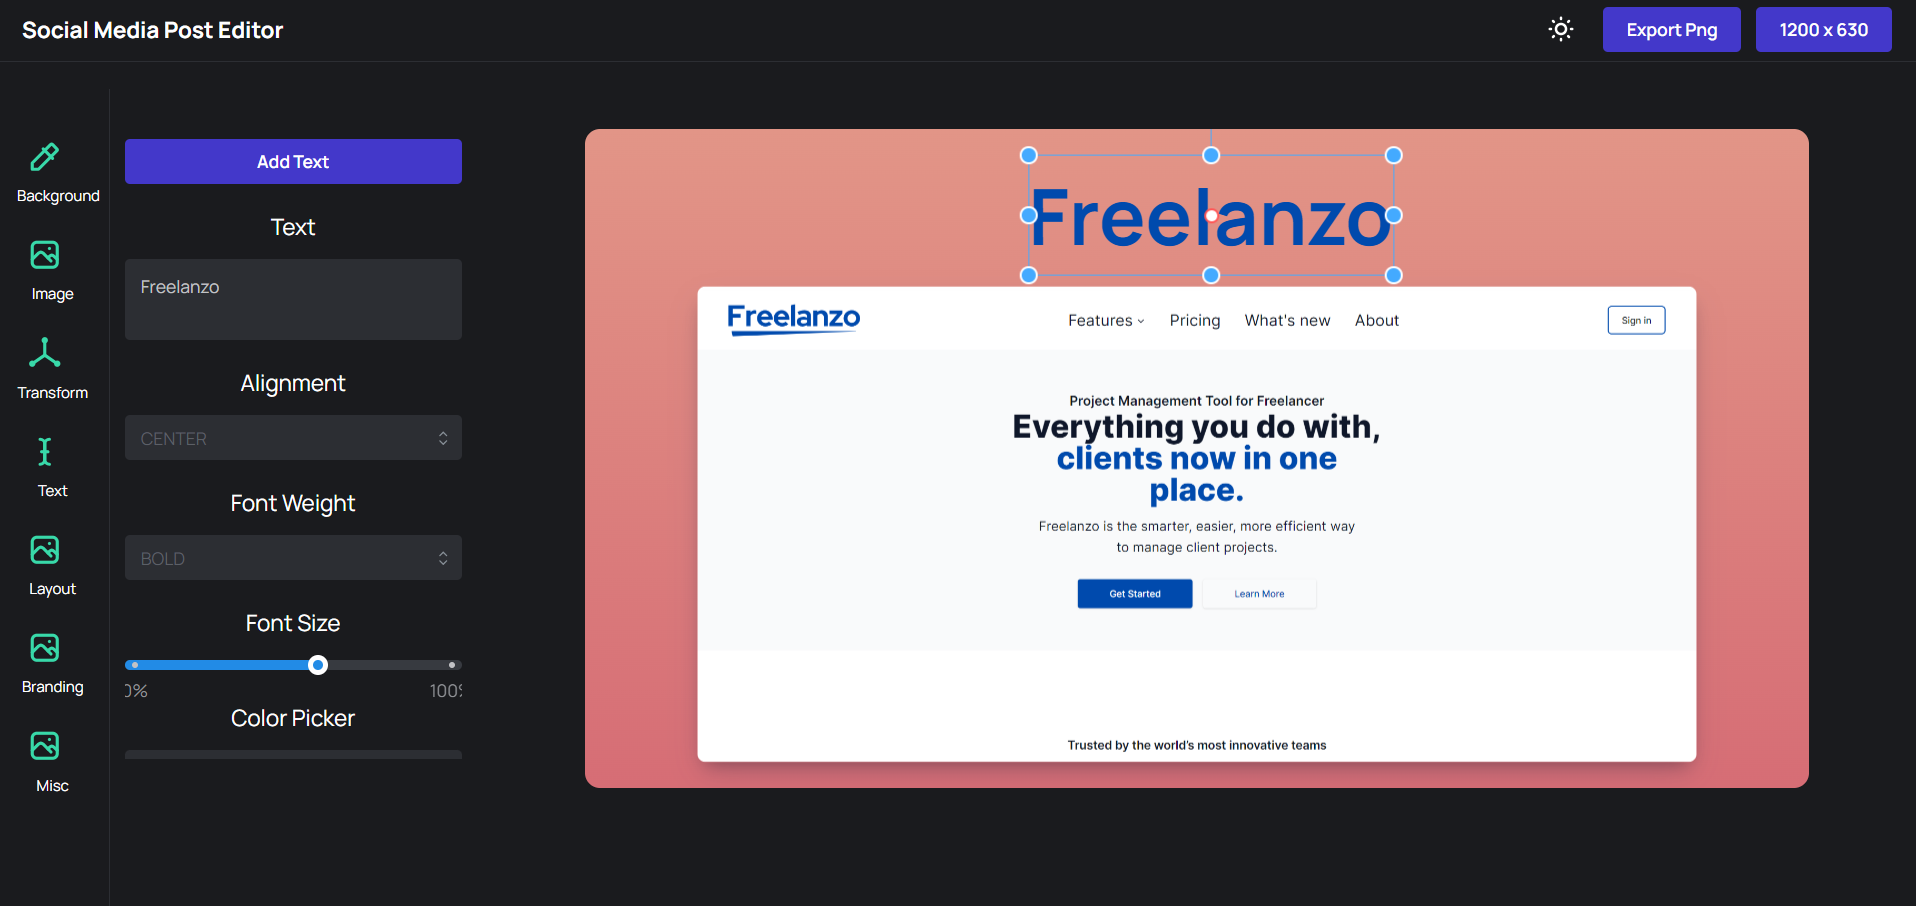 Social Media Post Editor
Export Png
1200 x 630
Background
Image
Transform
Text
Layout
Branding
Misc
Add Text
Text
Freelanzo
Alignment
CENTER
Font Weight
BOLD
Font Size
0%
100%
Color Picker
Freelanzo
Freelanzo
Features
Pricing
What's new
About
Sign in
Project Management Tool for Freelancer
Everything you do with,
clients now in one
place.
Freelanzo is the smarter, easier, more efficient way
to manage client projects.
Get Started
Learn More
Trusted by the world's most innovative teams